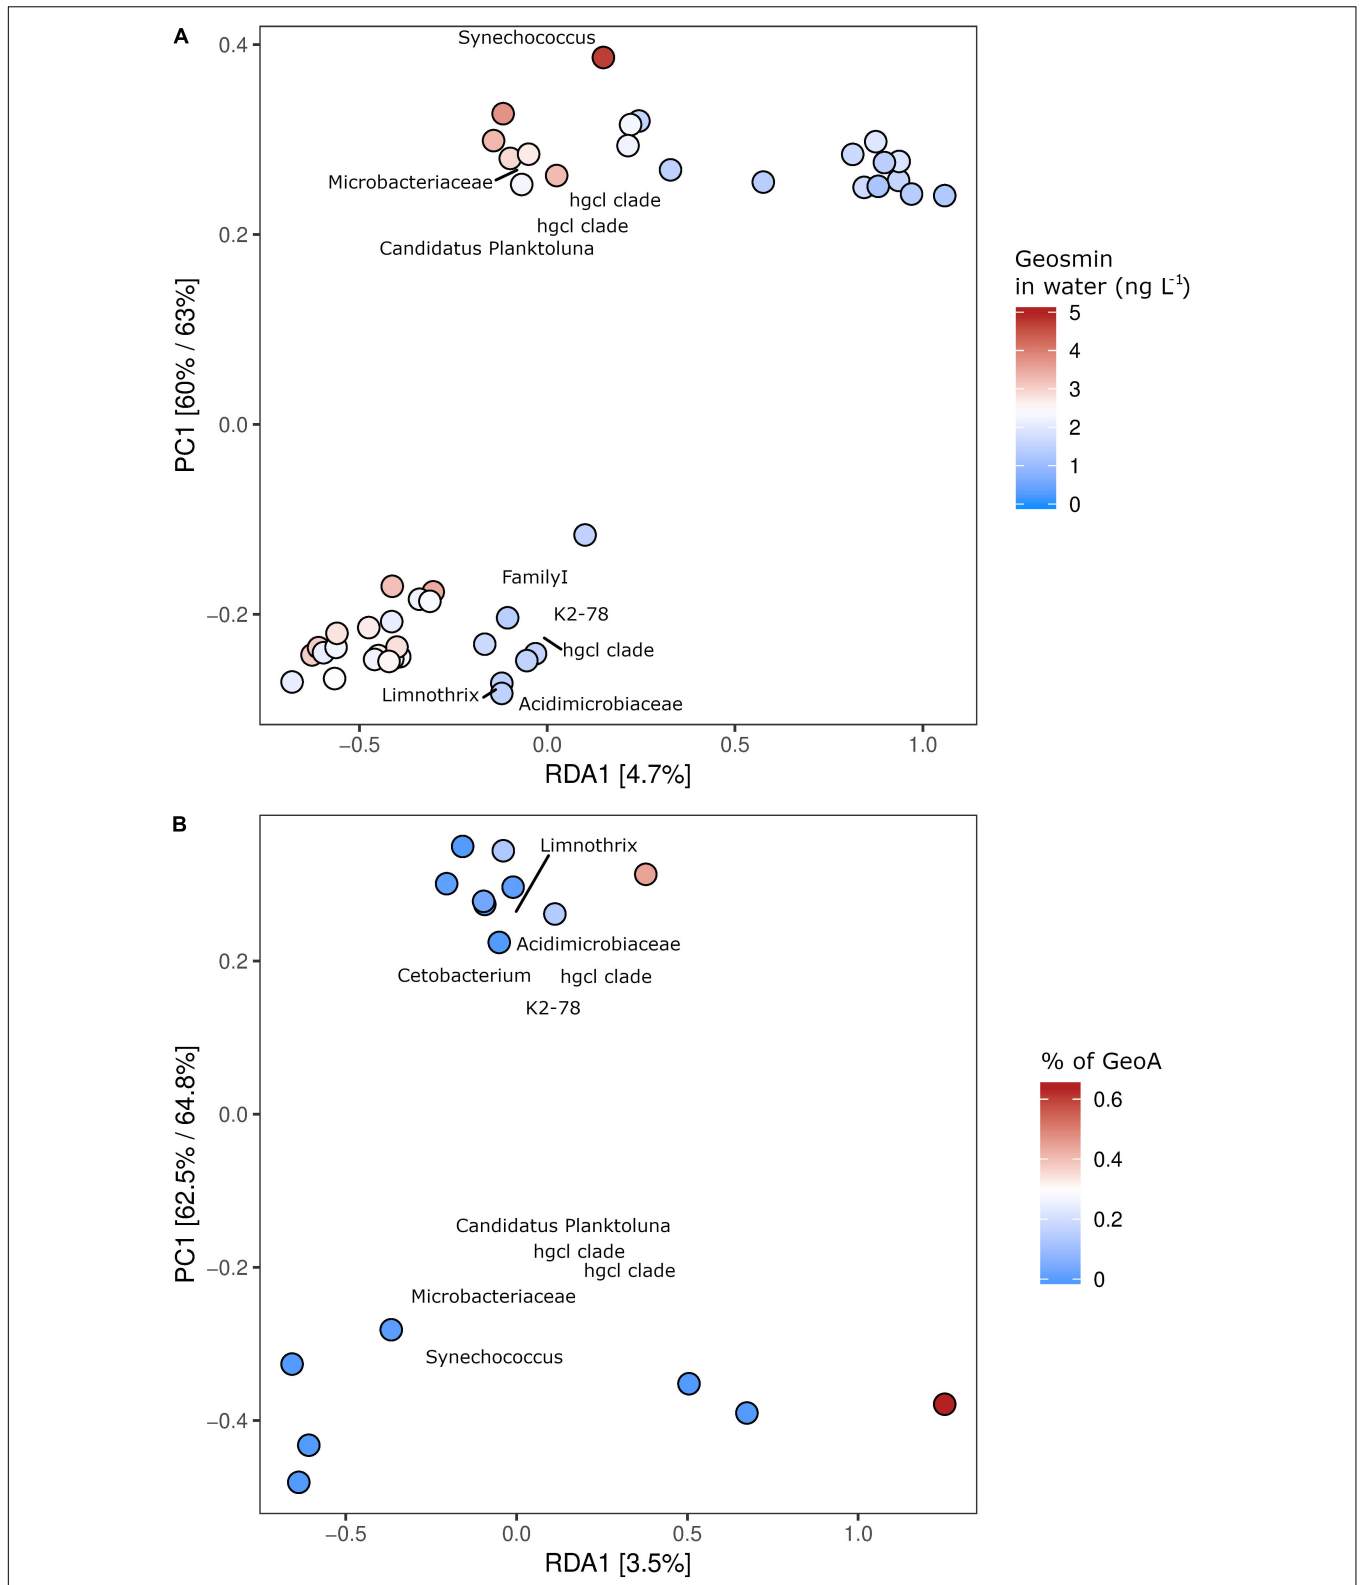 A
Synechococcus
Microbacteriaceae
hgcl clade
hgcl clade
Candidatus Planktoluna
FamilyI
K2-78
hgcl clade
Limnothrix
Acidimicrobiaceae
0.4
0.2
0.0
−0.2
PC1 [60% / 63%]
−0.5 0.0 0.5 1.0
RDA1 [4.7%]
Geosmin
in water (ng L-1)
5
4
3
2
1
0
B
Limnothrix
Acidimicrobiaceae
Cetobacterium hgcl clade
K2-78
Candidatus Planktoluna
hgcl clade
hgcl clade
Microbacteriaceae
Synechococcus
0.2
0.0
−0.2
−0.4
PC1 [62.5% / 64.8%]
−0.5 0.0 0.5 1.0
RDA1 [3.5%]
% of GeoA
0.6
0.4
0.2
0